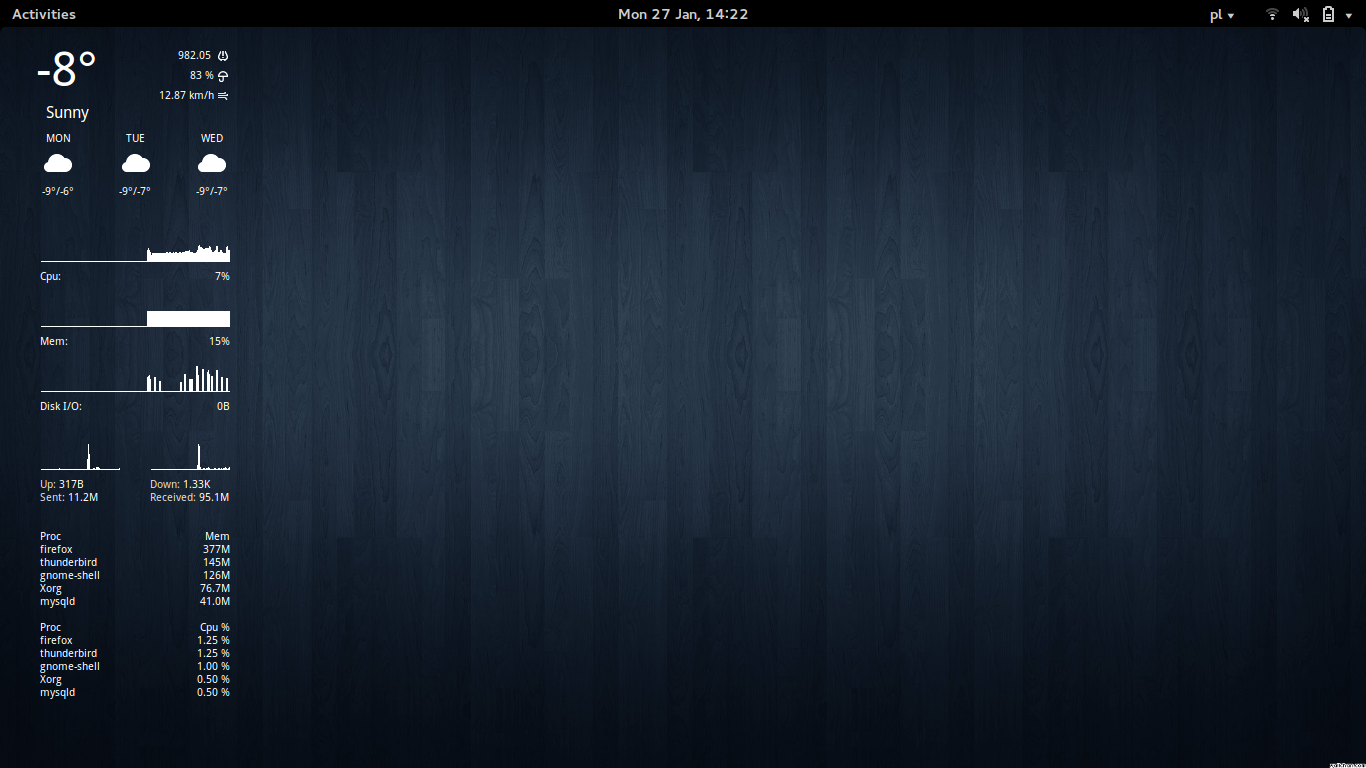 Activities Mon 27 Jan, 14:22 pl
-8° 982.05
83 %
12.87 km/h
Sunny
MON TUE WED
-9°/-6° -9°/-7° -9°/-7°
Cpu: 7%
Mem: 15%
Disk I/O: 0B
Up: 317B Down: 1.33K
Sent: 11.2M Received: 95.1M
Proc Mem
firefox 377M
thunderbird 145M
gnome-shell 126M
Xorg 76.7M
mysqld 41.0M
Proc Cpu %
firefox 1.25 %
thunderbird 1.25 %
gnome-shell 1.00 %
Xorg 0.50 %
mysqld 0.50 %